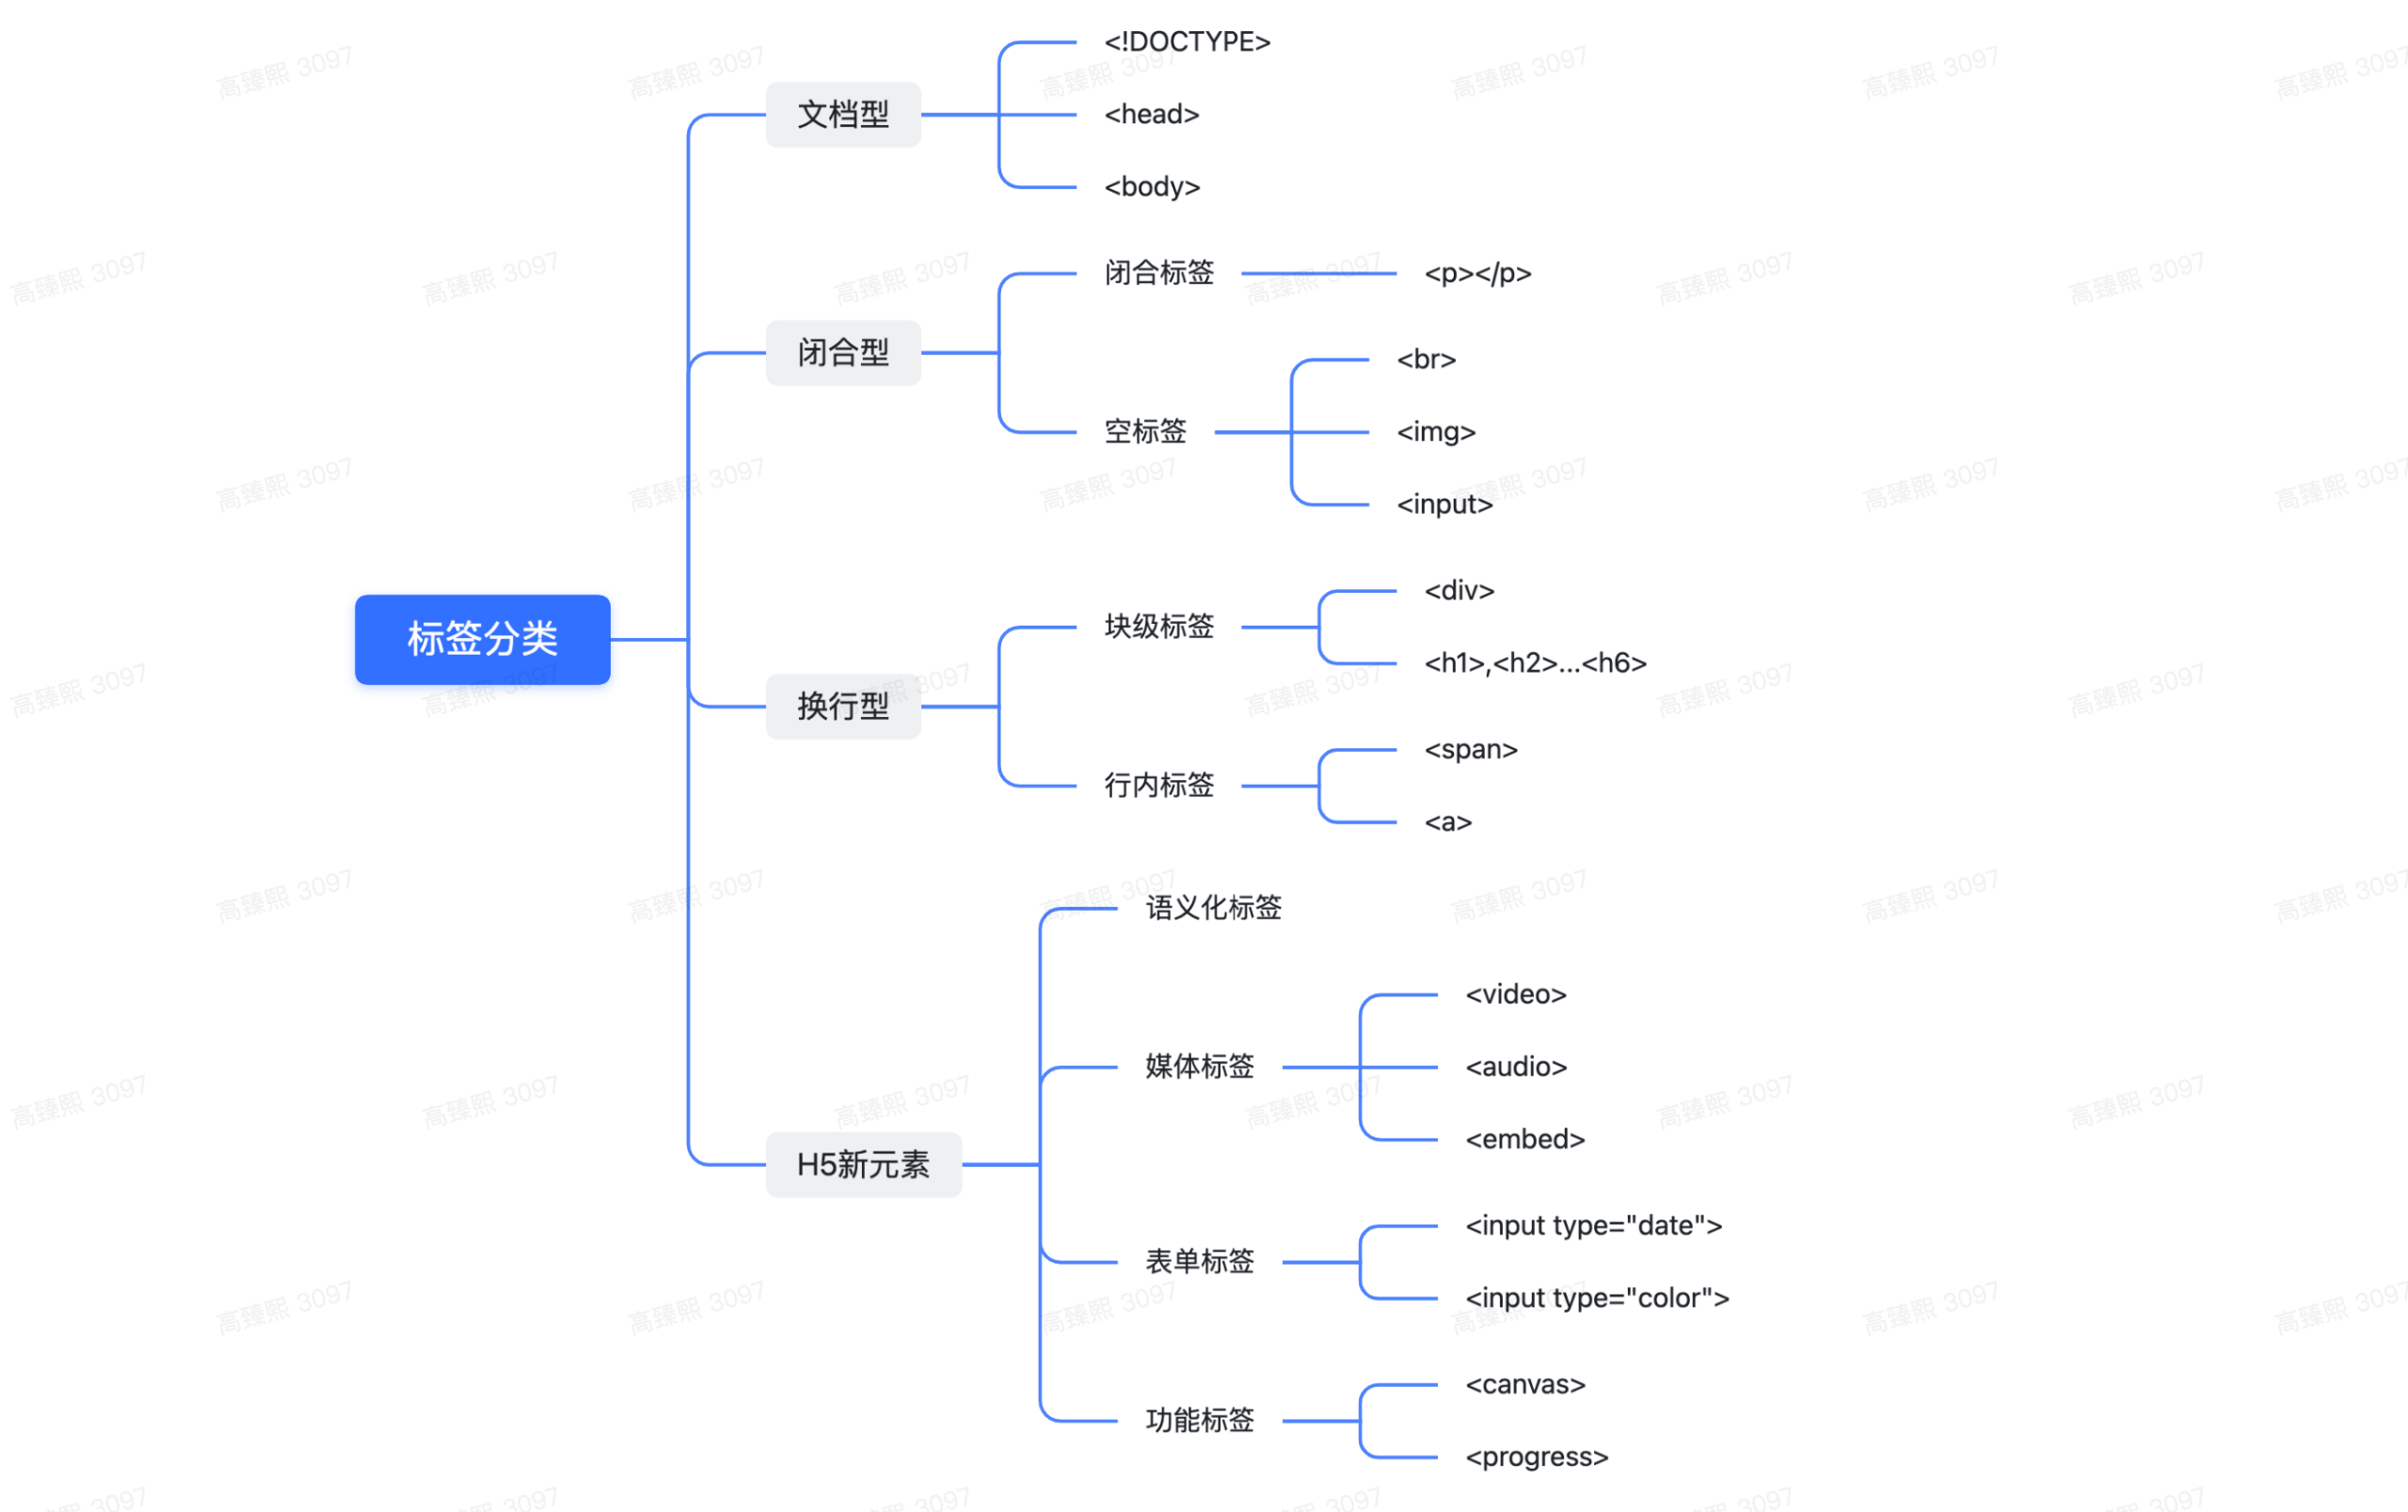 标签分类
文档型
<!DOCTYPE>
<head>
<body>
闭合型
闭合标签
<p></p>
空标签
<br>
<img>
<input>
换行型
块级标签
<div>
<h1>,<h2>...<h6>
行内标签
<span>
<a>
H5新元素
语义化标签
媒体标签
<video>
<audio>
<embed>
表单标签
<input type="date">
<input type="color">
功能标签
<canvas>
<progress>
高臻熙 3097